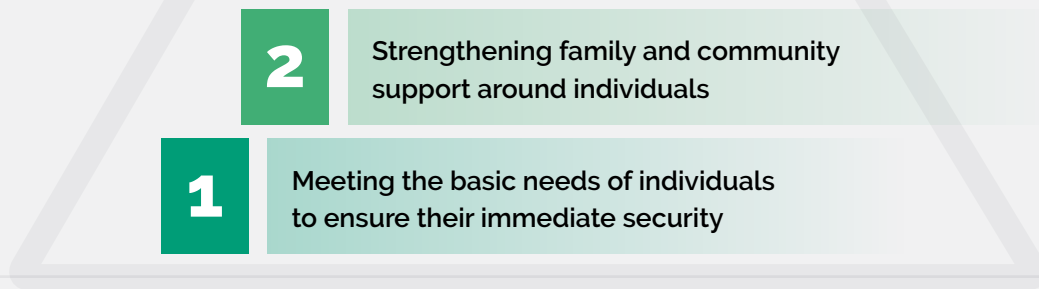 2
Strengthening family and community
support around individuals
1
Meeting the basic needs of individuals
to ensure their immediate security